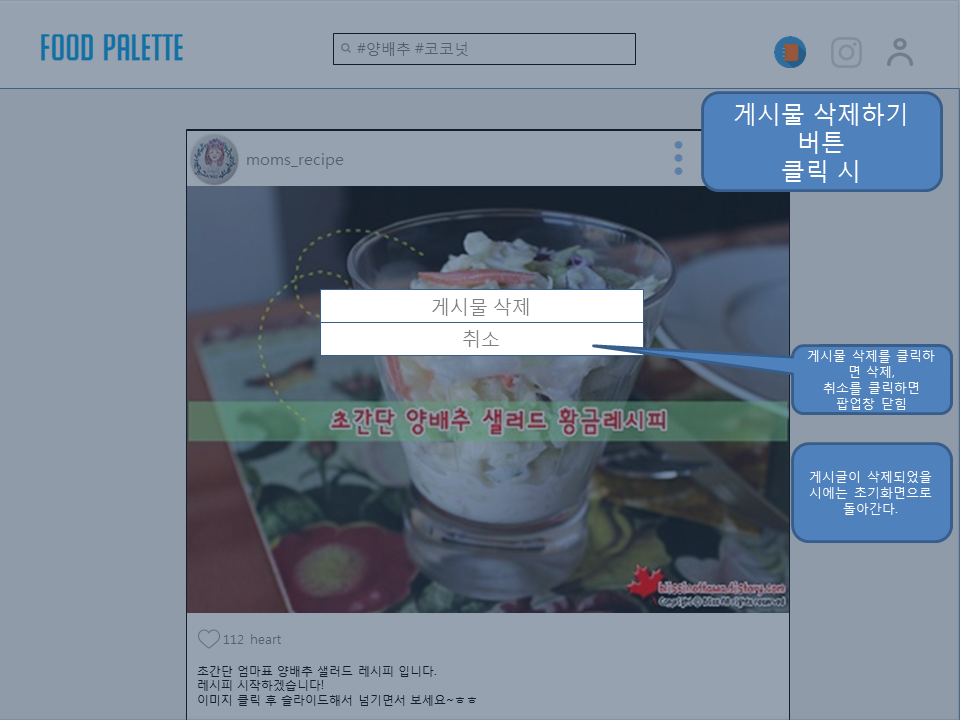 FOOD PALETTE
#양배추 #코코넛
게시물 삭제하기
버튼
클릭 시
moms_recipe
게시물 삭제
취소
게시물 삭제를 클릭하
면 삭제,
취소를 클릭하면
팝업창 닫힘
초간단 양배추 샐러드 황금레시피
게시글이 삭제되었을
시에는 초기화면으로
돌아간다.
112 heart
초간단 엄마표 양배추 샐러드 레시피 입니다.
레시피 시작하겠습니다!
이미지 클릭 후 슬라이드해서 넘기면서 보세요~ㅎㅎ